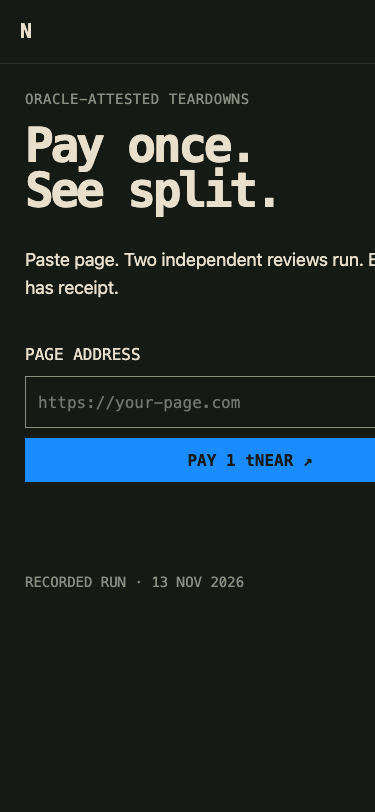 N
ORACLE-ATTESTED TEARDOWNS
Pay once.
See split.
Paste page. Two independent reviews run.
has receipt.
PAGE ADDRESS
https://your-page.com
PAY 1 tNEAR ↗
RECORDED RUN · 13 NOV 2026